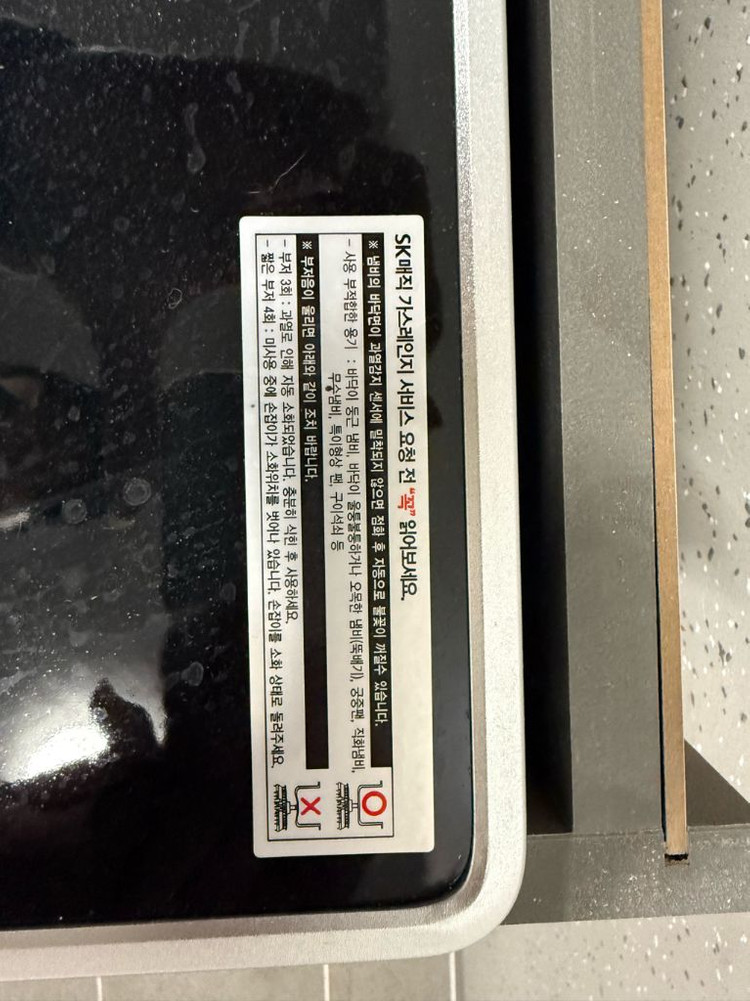 SK매직 가스레인지 서비스 요청 전 "꼭" 읽어보세요.
※ 냄비의 바닥면이 과열감지 센서에 밀착되지 않으면 점화 후 자동으로 불꽃이 꺼질수 있습니다.
- 사용 부적합한 용기 : 바닥이 둥근 냄비, 바닥이 울퉁불퉁하거나 오목한 냄비(뚝배기), 궁중팬, 직화냄비,
무수냄비, 특이형상 팬, 구이석쇠 등
※ 부저음이 울리면 아래와 같이 조치 바랍니다.
- 부저 3회 : 과열로 인해 자동 소화되었습니다. 충분히 식힌 후 사용하세요.
- 짧은 부저 4회 : 미사용 중에 손잡이가 소화위치를 벗어나 있습니다. 손잡이를 소화 상태로 돌려주세요.